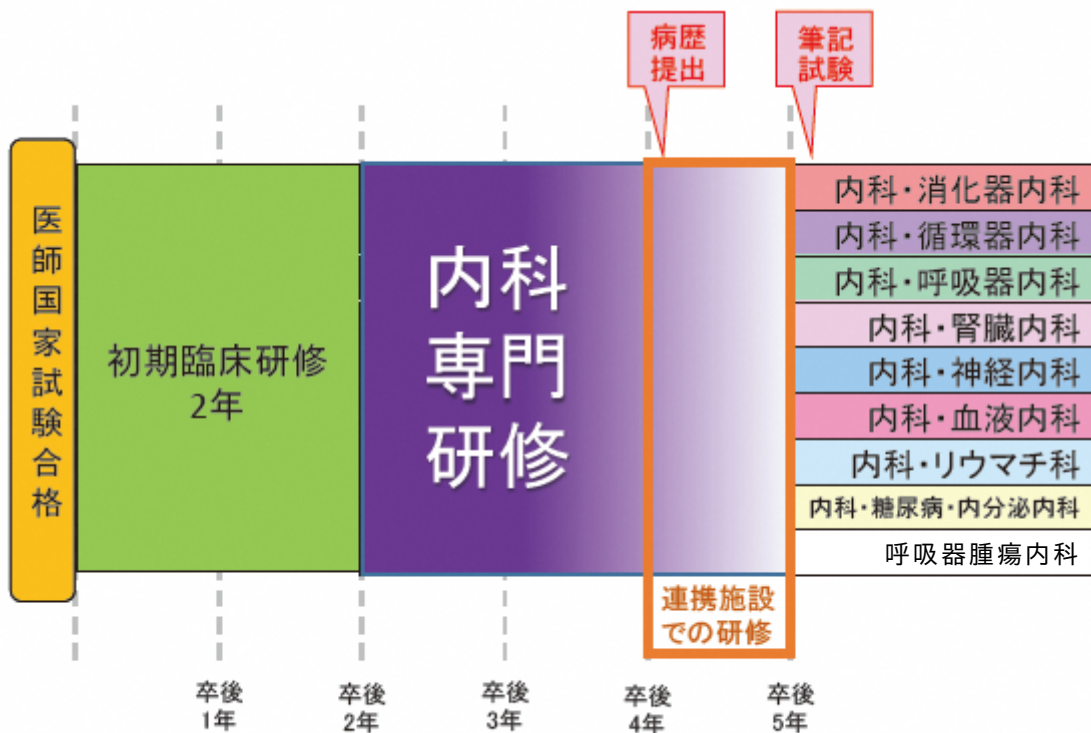 病歴
提出
筆記
試験
医師国家試験合格
初期臨床研修
2年
内科
専門
研修
連携施設
での研修
内科・消化器内科
内科・循環器内科
内科・呼吸器内科
内科・腎臓内科
内科・神経内科
内科・血液内科
内科・リウマチ科
内科・糖尿病・内分泌内科
呼吸器腫瘍内科
卒後
1年
卒後
2年
卒後
3年
卒後
4年
卒後
5年